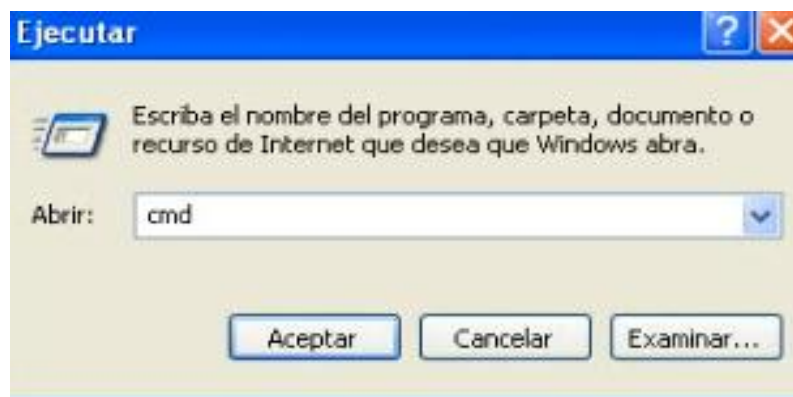 Ejecutar
Escriba el nombre del programa, carpeta, documento o
recurso de Internet que desea que Windows abra.
Abrir: cmd
Aceptar Cancelar Examinar...